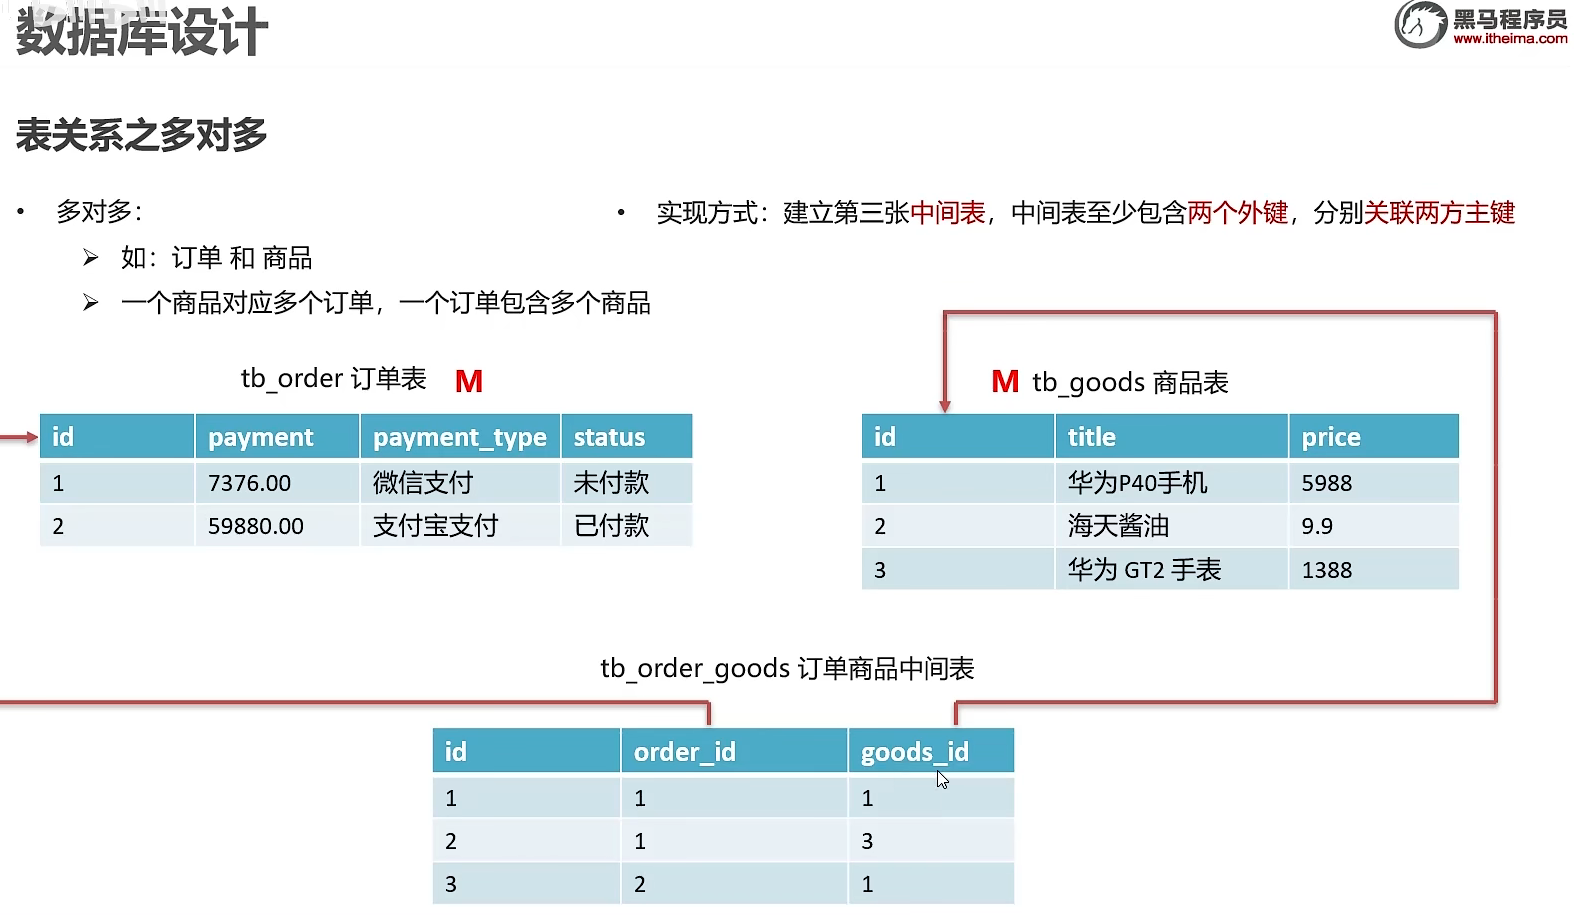 数据库设计
黑马程序员
www.itheima.com
表关系之多对多
• 多对多：
➢ 如：订单 和 商品
➢ 一个商品对应多个订单，一个订单包含多个商品
• 实现方式：建立第三张中间表，中间表至少包含两个外键，分别关联两方主键
tb_order 订单表 M
id payment payment_type status
1 7376.00 微信支付 未付款
2 59880.00 支付宝支付 已付款
M tb_goods 商品表
id title price
1 华为P40手机 5988
2 海天酱油 9.9
3 华为 GT2 手表 1388
tb_order_goods 订单商品中间表
id order_id goods_id
1 1 1
2 1 3
3 2 1